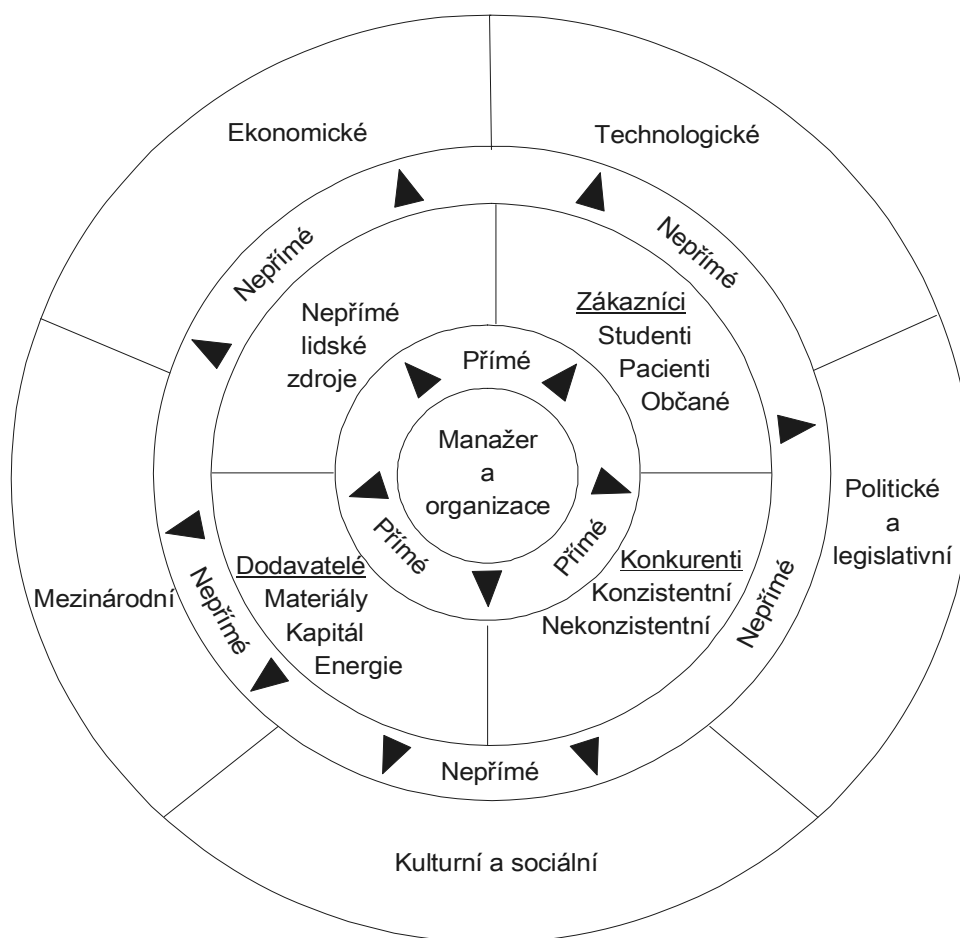 Ekonomické
Technologické
Nepřímé
Nepřímé
Nepřímé
lidské
zdroje
Zákazníci
Studenti
Pacienti
Občané
Přímé
Manažer
a
organizace
Politické
a
legislativní
Přímé
Přímé
Dodavatelé
Materiály
Kapitál
Energie
Konkurenti
Konzistentní
Nekonzistentní
Mezinárodní
Nepřímé
Nepřímé
Nepřímé
Kulturní a sociální